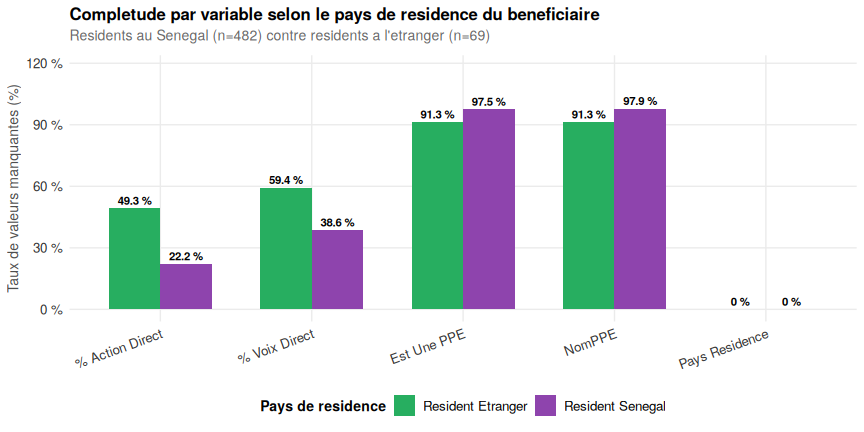 Completude par variable selon le pays de residence du beneficiaire
Residents au Senegal (n=482) contre residents a l'etranger (n=69)
Taux de valeurs manquantes (%)
120 %
90 %
60 %
30 %
0 %
49.3 %
22.2 %
59.4 %
38.6 %
91.3 %
97.5 %
91.3 %
97.9 %
0 %
0 %
% Action Direct
% Voix Direct
Est Une PPE
NomPPE
Pays Residence
Pays de residence
Resident Etranger
Resident Senegal